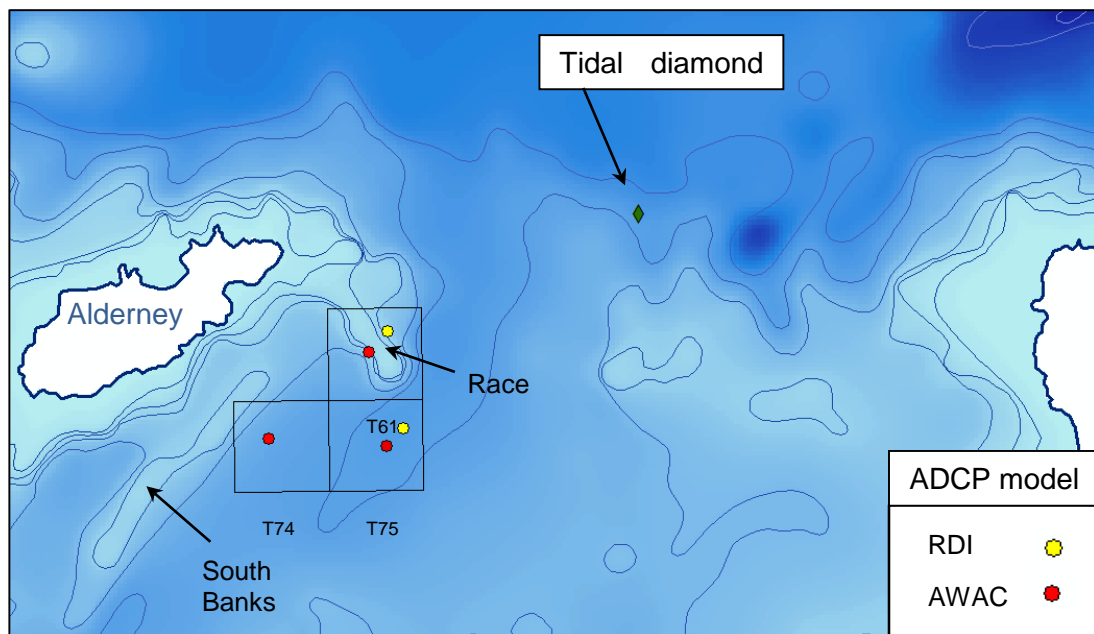 Tidal diamond
Alderney
Race
T61
T74
T75
South
Banks
ADCP model
RDI
AWAC